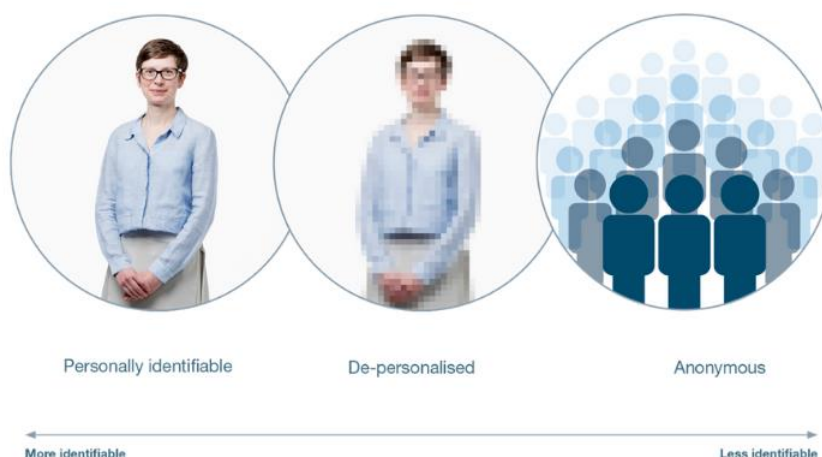 Personally identifiable
De-personalised
Anonymous
More identifiable
Less identifiable